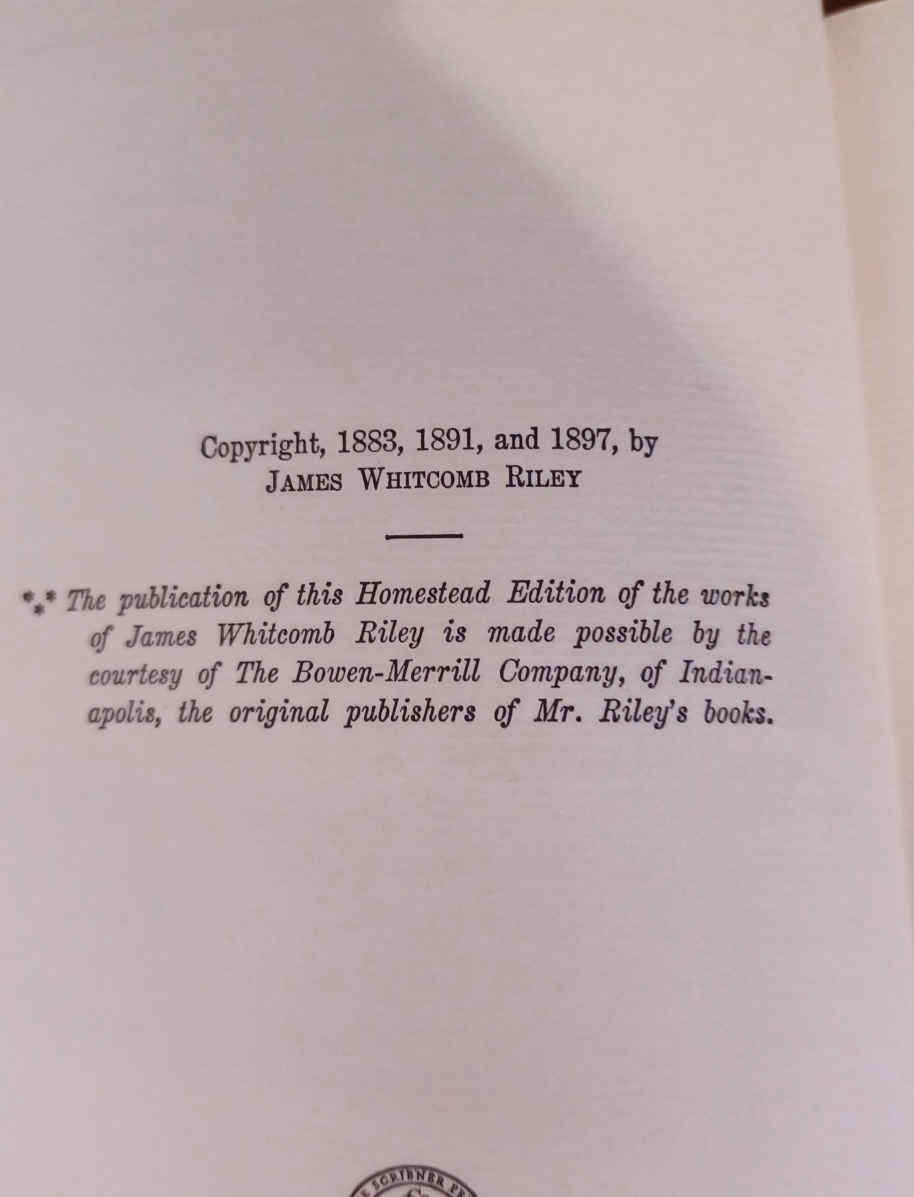 Copyright, 1883, 1891, and 1897, by
JAMES WHITCOMB RILEY
*⁎* The publication of this Homestead Edition of the works
of James Whitcomb Riley is made possible by the
courtesy of The Bowen-Merrill Company, of Indian-
apolis, the original publishers of Mr. Riley's books.
SCRIBNER